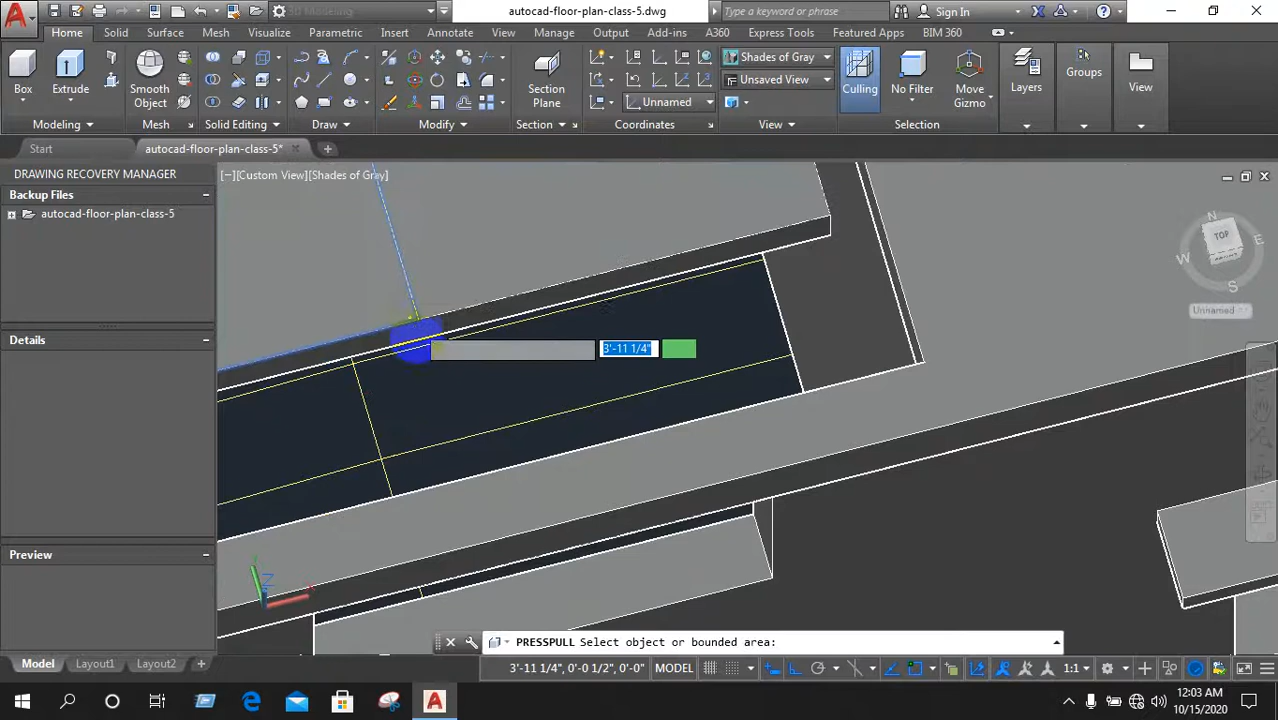 3D Modeling
autocad-floor-plan-class-5.dwg
Type a keyword or phrase
Sign In
Home Solid Surface Mesh Visualize Parametric Insert Annotate View Manage Output Add-ins A360 Express Tools Featured Apps BIM 360
Box
Extrude
Smooth Object
Section Plane
Shades of Gray
Unsaved View
Unnamed
Culling
No Filter
Move Gizmo
Layers
Groups
View
Modeling Mesh Solid Editing Draw Modify Section Coordinates View Selection
Start
autocad-floor-plan-class-5*
DRAWING RECOVERY MANAGER
Backup Files
autocad-floor-plan-class-5
Details
Preview
[−][Custom View][Shades of Gray]
N
W
E
S
TOP
Unnamed
3'-11 1/4"
Z
PRESSPULL Select object or bounded area:
Model Layout1 Layout2
3'-11 1/4", 0'-0 1/2", 0'-0"
MODEL
1:1
12:03 AM
10/15/2020